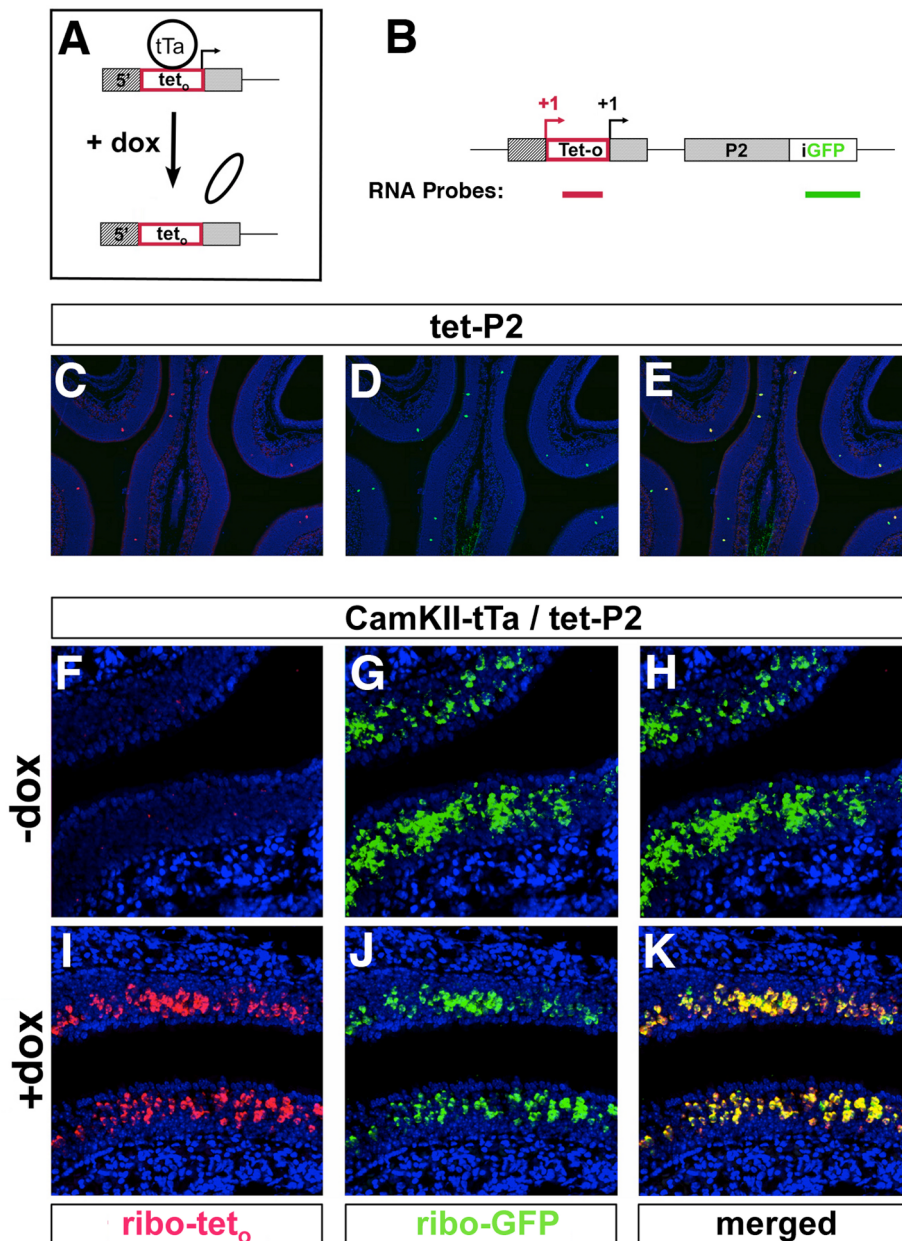 A
tTa
5' tetₒ
+ dox
5' tetₒ
B
+1 +1
Tet-o P2 iGFP
RNA Probes:
tet-P2
C D E
CamKII-tTa / tet-P2
-dox
F G H
+dox
I J K
ribo-tetₒ ribo-GFP merged